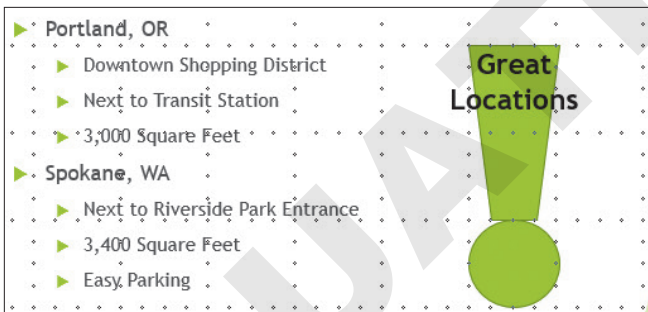 Portland, OR
Downtown Shopping District
Next to Transit Station
3,000 Square Feet
Spokane, WA
Next to Riverside Park Entrance
3,400 Square Feet
Easy Parking
Great
Locations